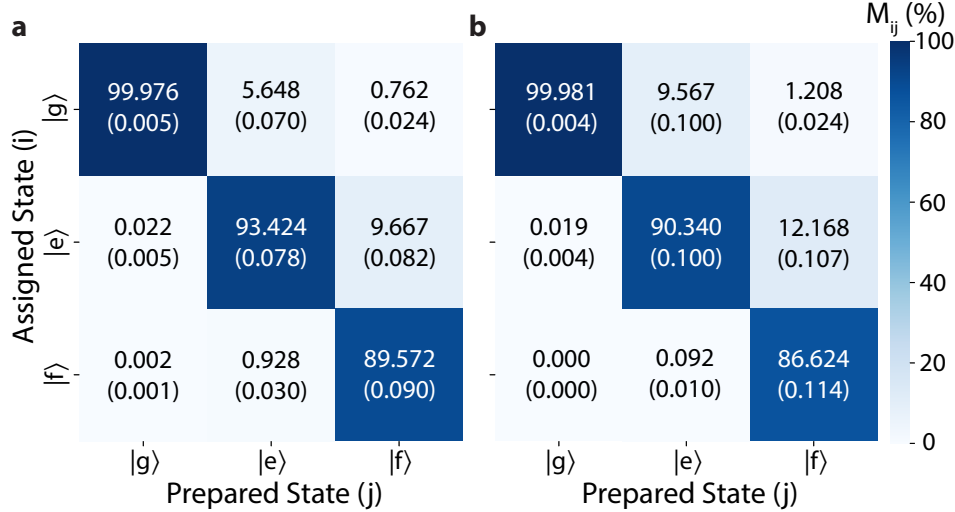 a
b
M_ij (%)
99.976 5.648 0.762
(0.005) (0.070) (0.024)
0.022 93.424 9.667
(0.005) (0.078) (0.082)
0.002 0.928 89.572
(0.001) (0.030) (0.090)
|g⟩
|e⟩
|f⟩
Assigned State (i)
|g⟩ |e⟩ |f⟩
Prepared State (j)
99.981 9.567 1.208
(0.004) (0.100) (0.024)
0.019 90.340 12.168
(0.004) (0.100) (0.107)
0.000 0.092 86.624
(0.000) (0.010) (0.114)
|g⟩ |e⟩ |f⟩
Prepared State (j)
100
80
60
40
20
0